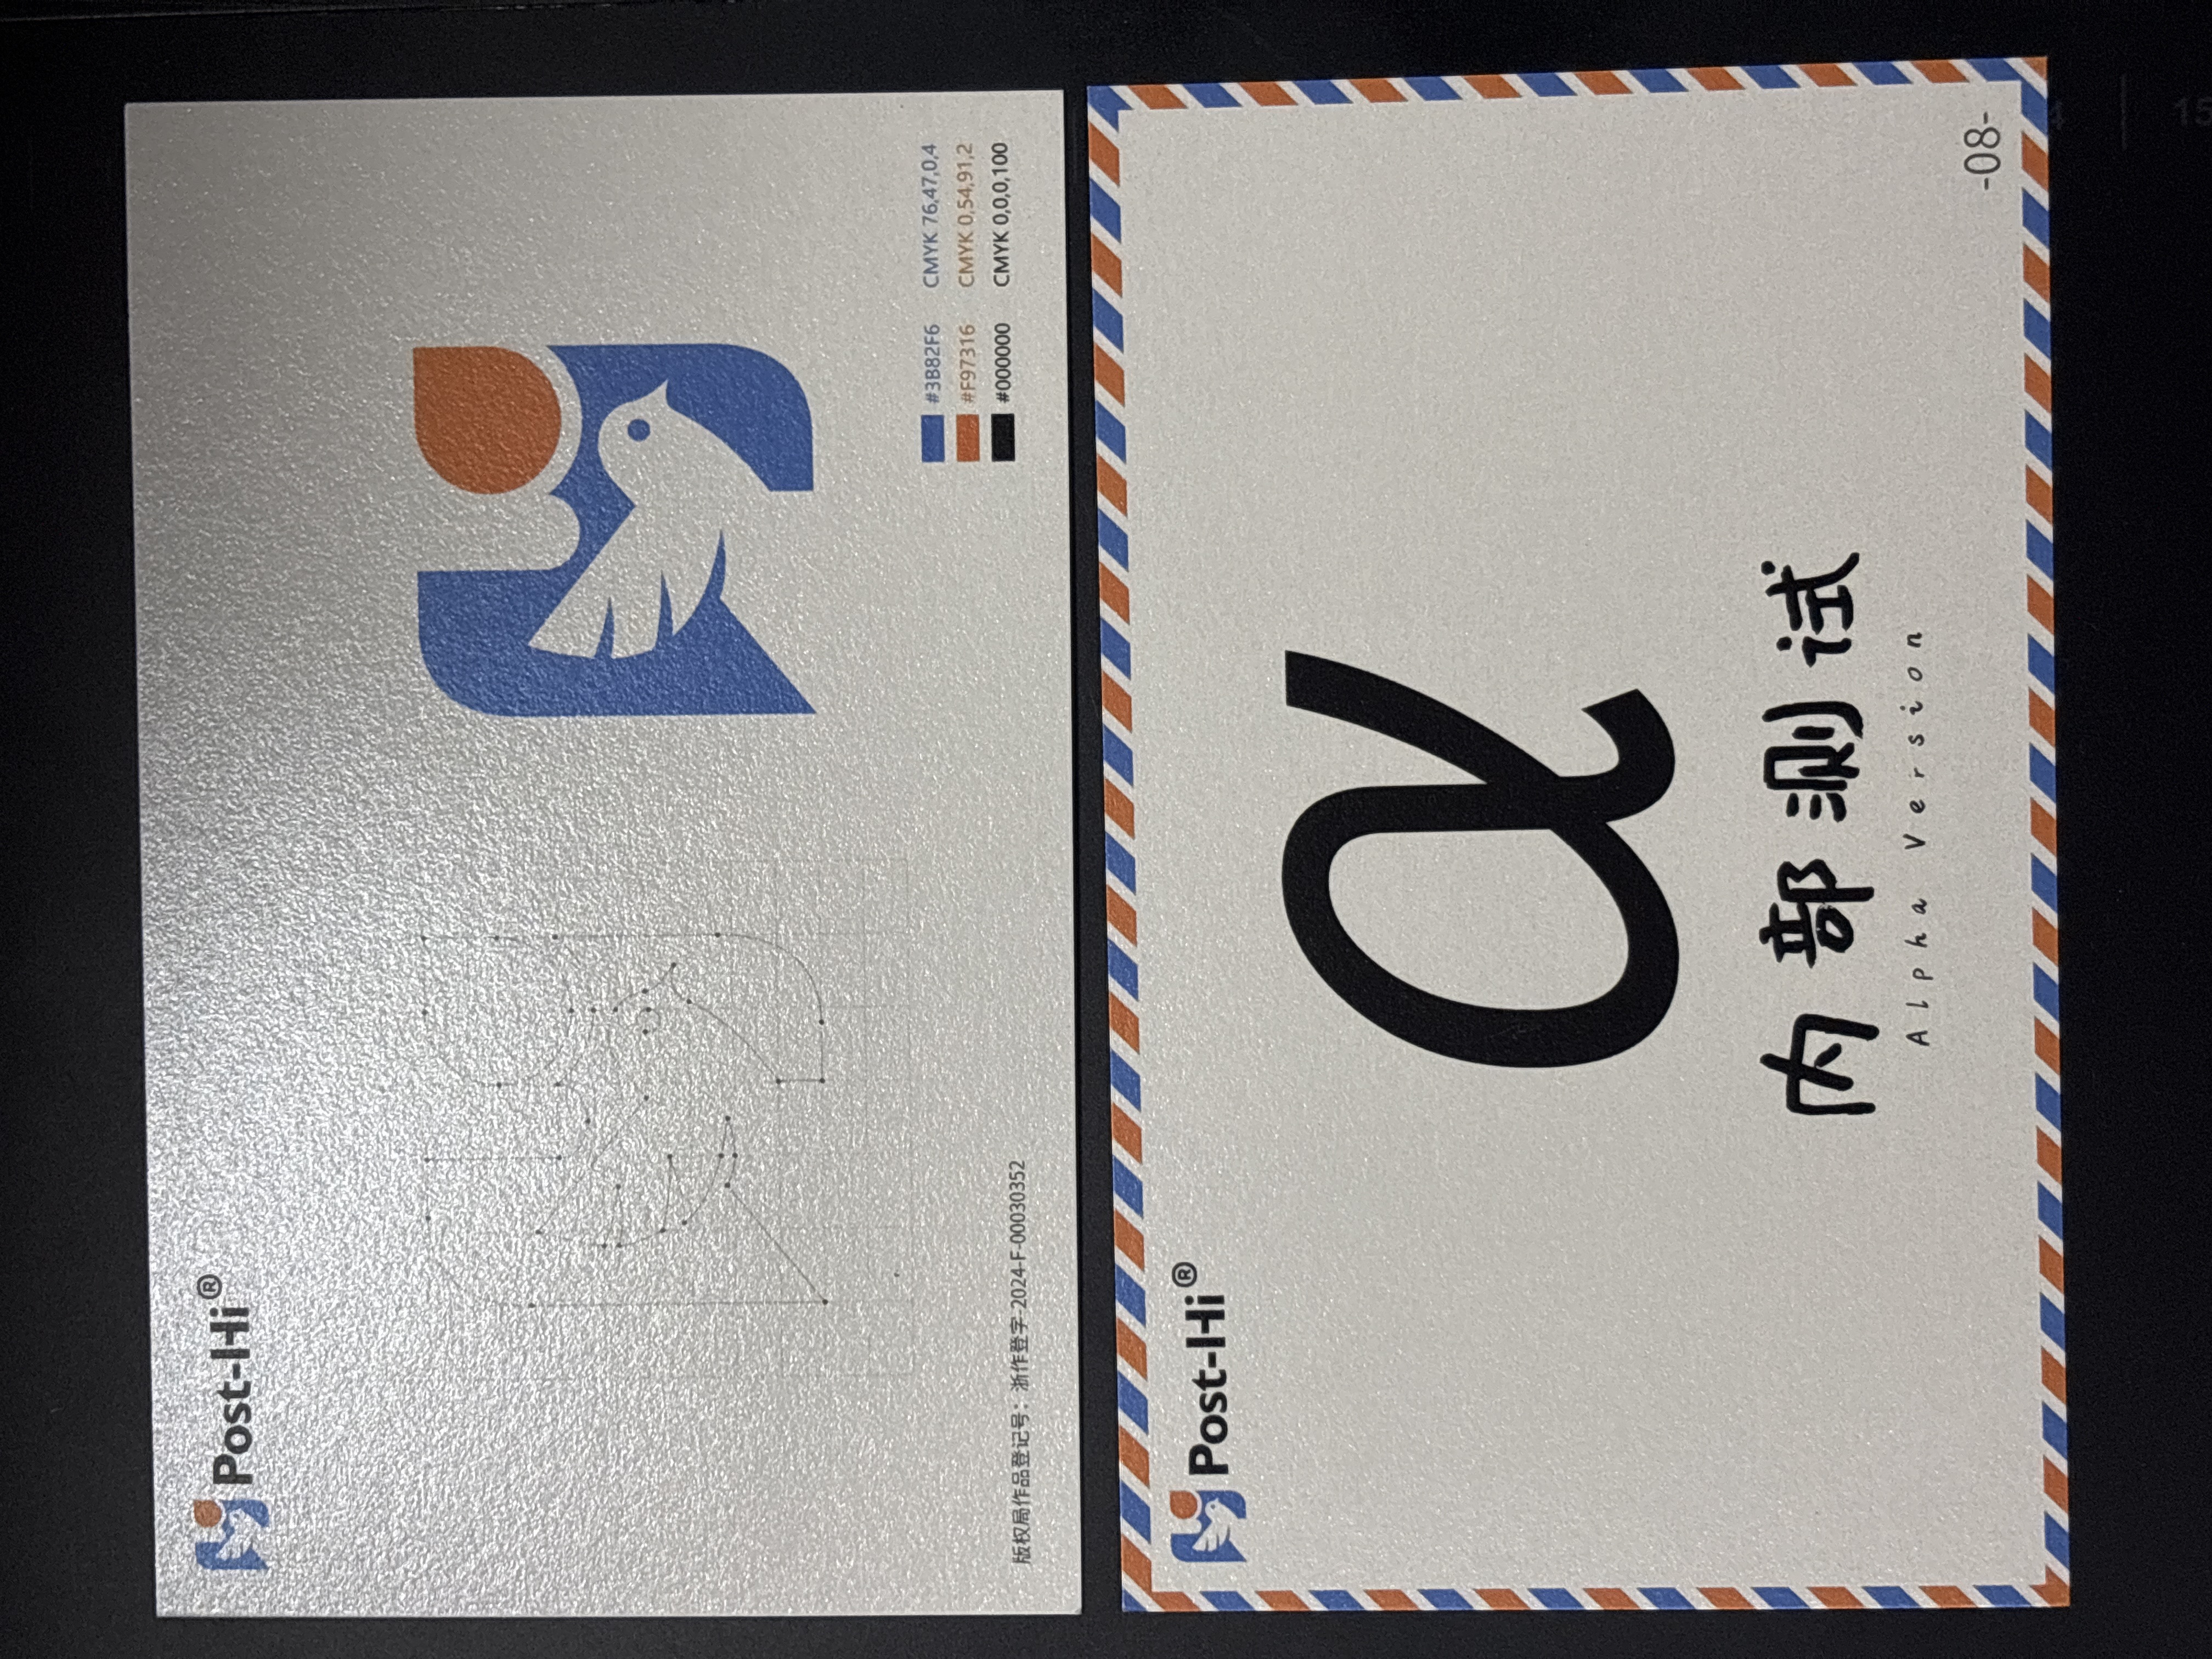 Post-Hi®
#3B82F6 CMYK 76,47,0,4
#F97316 CMYK 0,54,91,2
#000000 CMYK 0,0,0,100
版权局作品登记号：浙作登字-2024-F-00030352
Post-Hi®
α
内部测试
Alpha Version
-08-
15